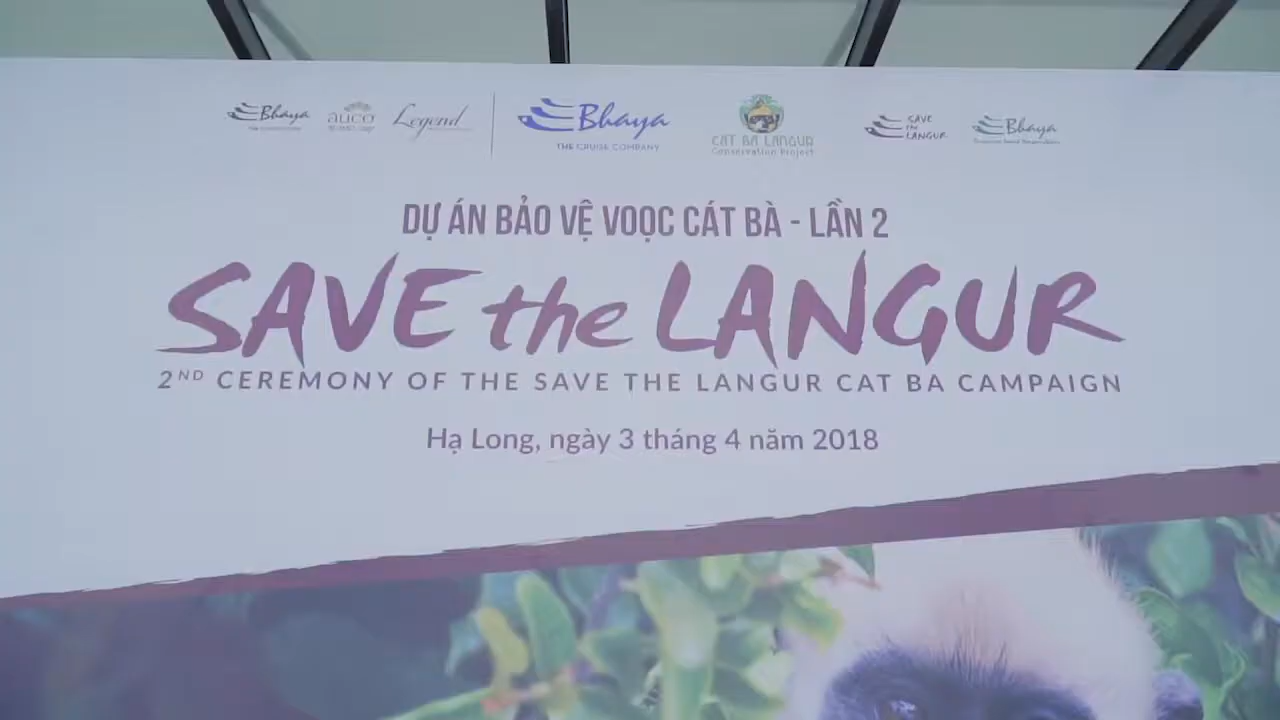 Bhaya
auco
Legend
Bhaya
THE CRUISE COMPANY
CAT BA LANGUR
Conservation Project
SAVE
the
LANGUR
Bhaya
DỰ ÁN BẢO VỆ VOỌC CÁT BÀ - LẦN 2
SAVE the LANGUR
2ND CEREMONY OF THE SAVE THE LANGUR CAT BA CAMPAIGN
Hạ Long, ngày 3 tháng 4 năm 2018